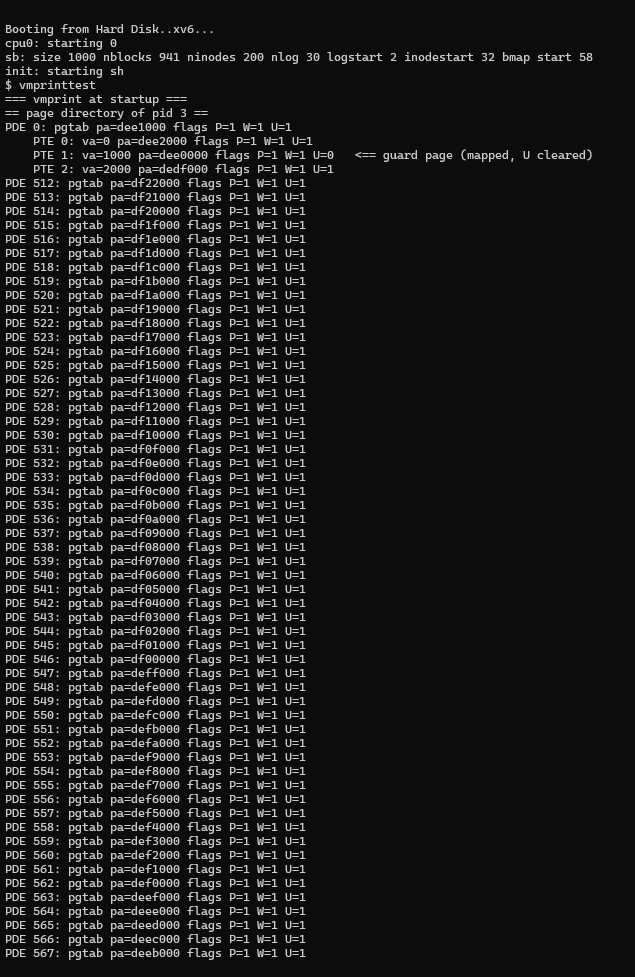 Booting from Hard Disk..xv6...
cpu0: starting 0
sb: size 1000 nblocks 941 ninodes 200 nlog 30 logstart 2 inodestart 32 bmap start 58
init: starting sh
$ vmprinttest
=== vmprint at startup ===
== page directory of pid 3 ==
PDE 0: pgtab pa=dee1000 flags P=1 W=1 U=1
    PTE 0: va=0 pa=dee2000 flags P=1 W=1 U=1
    PTE 1: va=1000 pa=dee0000 flags P=1 W=1 U=0   <== guard page (mapped, U cleared)
    PTE 2: va=2000 pa=dedf000 flags P=1 W=1 U=1
PDE 512: pgtab pa=df22000 flags P=1 W=1 U=1
PDE 513: pgtab pa=df21000 flags P=1 W=1 U=1
PDE 514: pgtab pa=df20000 flags P=1 W=1 U=1
PDE 515: pgtab pa=df1f000 flags P=1 W=1 U=1
PDE 516: pgtab pa=df1e000 flags P=1 W=1 U=1
PDE 517: pgtab pa=df1d000 flags P=1 W=1 U=1
PDE 518: pgtab pa=df1c000 flags P=1 W=1 U=1
PDE 519: pgtab pa=df1b000 flags P=1 W=1 U=1
PDE 520: pgtab pa=df1a000 flags P=1 W=1 U=1
PDE 521: pgtab pa=df19000 flags P=1 W=1 U=1
PDE 522: pgtab pa=df18000 flags P=1 W=1 U=1
PDE 523: pgtab pa=df17000 flags P=1 W=1 U=1
PDE 524: pgtab pa=df16000 flags P=1 W=1 U=1
PDE 525: pgtab pa=df15000 flags P=1 W=1 U=1
PDE 526: pgtab pa=df14000 flags P=1 W=1 U=1
PDE 527: pgtab pa=df13000 flags P=1 W=1 U=1
PDE 528: pgtab pa=df12000 flags P=1 W=1 U=1
PDE 529: pgtab pa=df11000 flags P=1 W=1 U=1
PDE 530: pgtab pa=df10000 flags P=1 W=1 U=1
PDE 531: pgtab pa=df0f000 flags P=1 W=1 U=1
PDE 532: pgtab pa=df0e000 flags P=1 W=1 U=1
PDE 533: pgtab pa=df0d000 flags P=1 W=1 U=1
PDE 534: pgtab pa=df0c000 flags P=1 W=1 U=1
PDE 535: pgtab pa=df0b000 flags P=1 W=1 U=1
PDE 536: pgtab pa=df0a000 flags P=1 W=1 U=1
PDE 537: pgtab pa=df09000 flags P=1 W=1 U=1
PDE 538: pgtab pa=df08000 flags P=1 W=1 U=1
PDE 539: pgtab pa=df07000 flags P=1 W=1 U=1
PDE 540: pgtab pa=df06000 flags P=1 W=1 U=1
PDE 541: pgtab pa=df05000 flags P=1 W=1 U=1
PDE 542: pgtab pa=df04000 flags P=1 W=1 U=1
PDE 543: pgtab pa=df03000 flags P=1 W=1 U=1
PDE 544: pgtab pa=df02000 flags P=1 W=1 U=1
PDE 545: pgtab pa=df01000 flags P=1 W=1 U=1
PDE 546: pgtab pa=df00000 flags P=1 W=1 U=1
PDE 547: pgtab pa=deff000 flags P=1 W=1 U=1
PDE 548: pgtab pa=defe000 flags P=1 W=1 U=1
PDE 549: pgtab pa=defd000 flags P=1 W=1 U=1
PDE 550: pgtab pa=defc000 flags P=1 W=1 U=1
PDE 551: pgtab pa=defb000 flags P=1 W=1 U=1
PDE 552: pgtab pa=defa000 flags P=1 W=1 U=1
PDE 553: pgtab pa=def9000 flags P=1 W=1 U=1
PDE 554: pgtab pa=def8000 flags P=1 W=1 U=1
PDE 555: pgtab pa=def7000 flags P=1 W=1 U=1
PDE 556: pgtab pa=def6000 flags P=1 W=1 U=1
PDE 557: pgtab pa=def5000 flags P=1 W=1 U=1
PDE 558: pgtab pa=def4000 flags P=1 W=1 U=1
PDE 559: pgtab pa=def3000 flags P=1 W=1 U=1
PDE 560: pgtab pa=def2000 flags P=1 W=1 U=1
PDE 561: pgtab pa=def1000 flags P=1 W=1 U=1
PDE 562: pgtab pa=def0000 flags P=1 W=1 U=1
PDE 563: pgtab pa=deef000 flags P=1 W=1 U=1
PDE 564: pgtab pa=deee000 flags P=1 W=1 U=1
PDE 565: pgtab pa=deed000 flags P=1 W=1 U=1
PDE 566: pgtab pa=deec000 flags P=1 W=1 U=1
PDE 567: pgtab pa=deeb000 flags P=1 W=1 U=1